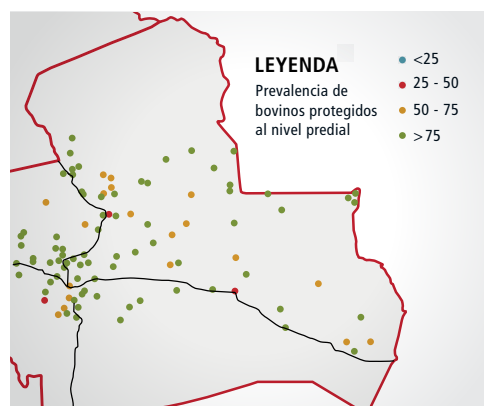 LEYENDA
Prevalencia de
bovinos protegidos
al nivel predial
<25
25 - 50
50 - 75
>75